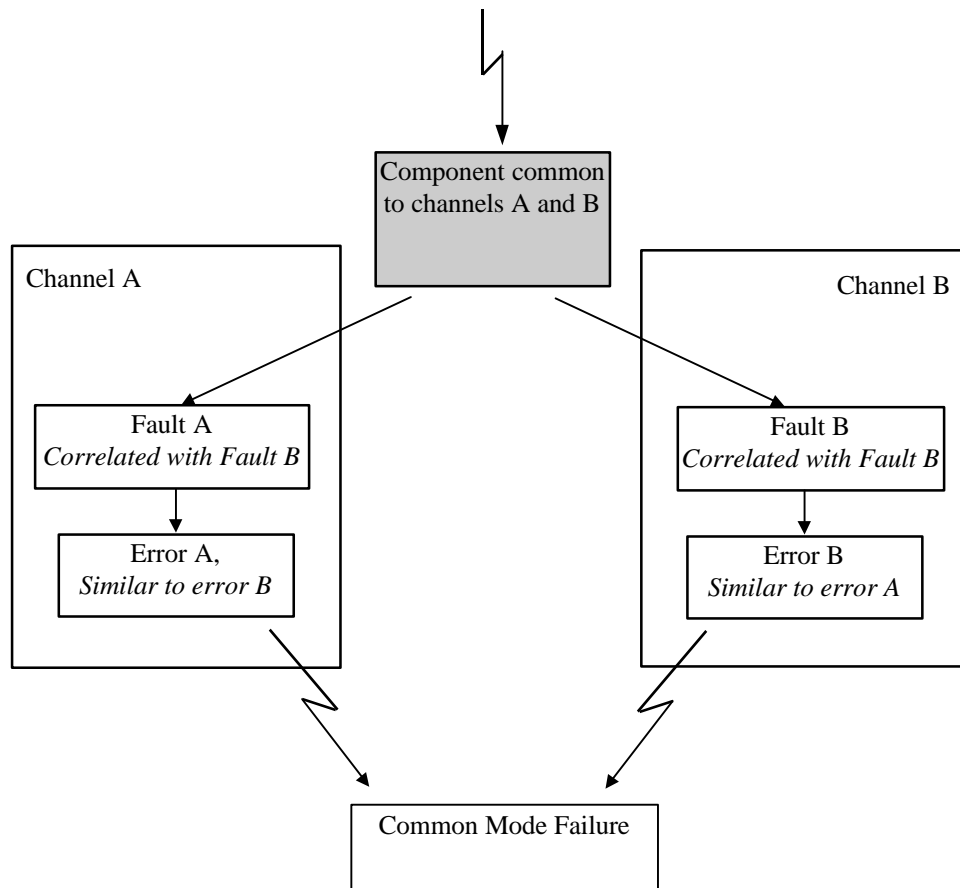 Component common
to channels A and B
Channel A
Channel B
Fault A
Correlated with Fault B
Fault B
Correlated with Fault B
Error A,
Similar to error B
Error B
Similar to error A
Common Mode Failure